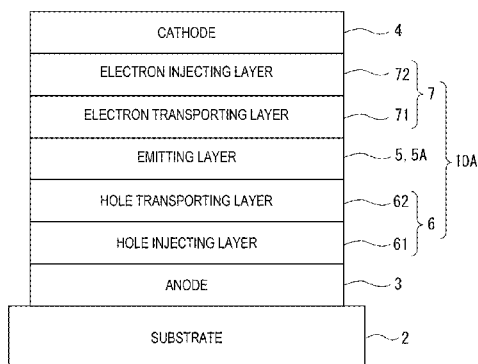 CATHODE 4
ELECTRON INJECTING LAYER 72
7
ELECTRON TRANSPORTING LAYER 71
EMITTING LAYER 5, 5A
10A
HOLE TRANSPORTING LAYER 62
6
HOLE INJECTING LAYER 61
ANODE 3
SUBSTRATE 2